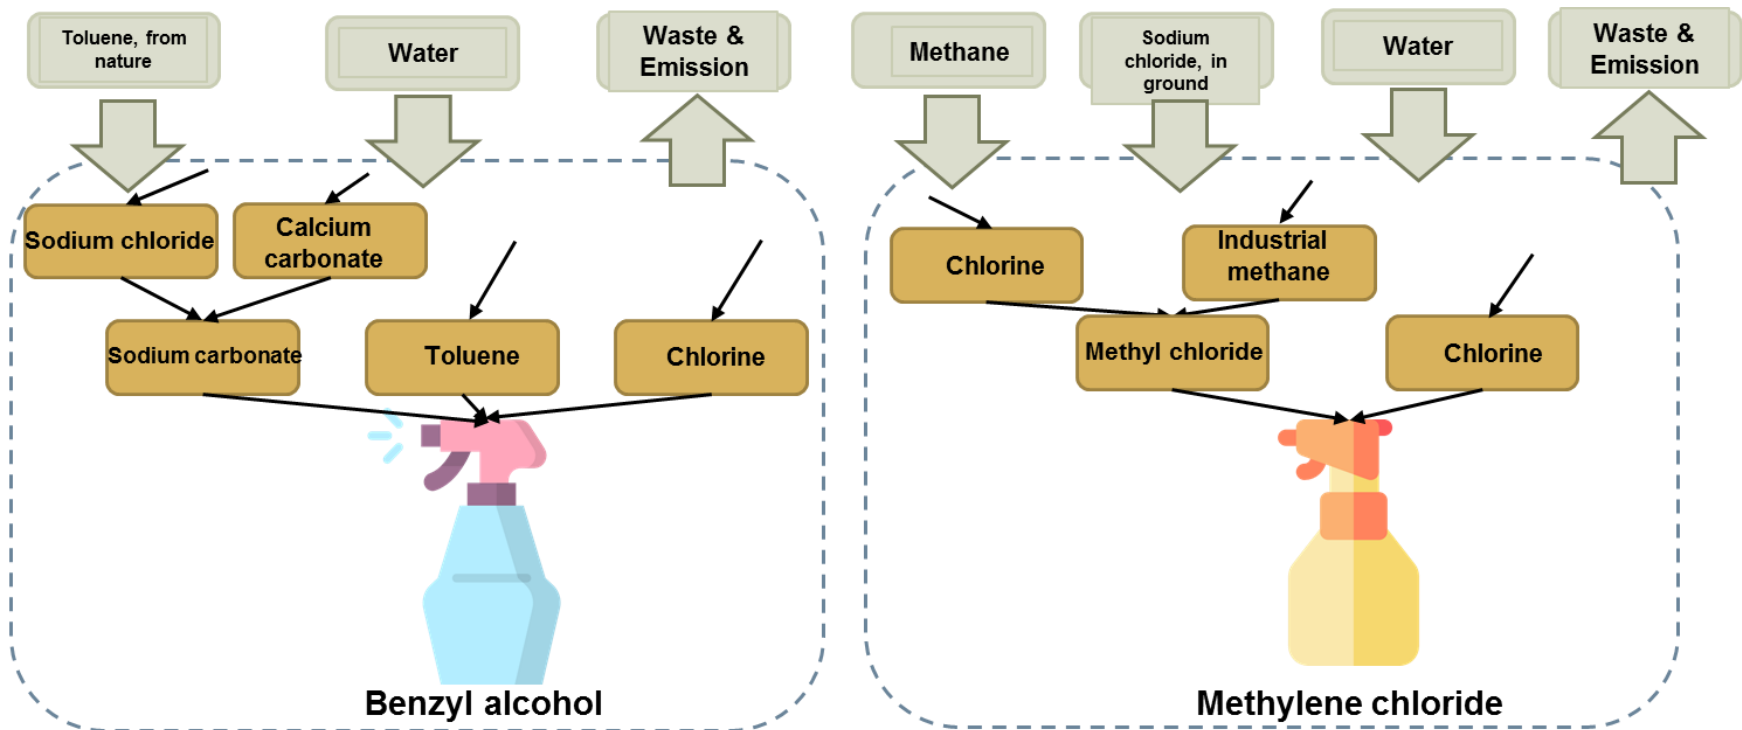 Toluene, from
nature
Water
Waste &
Emission
Sodium chloride
Calcium
carbonate
Sodium carbonate
Toluene
Chlorine
Benzyl alcohol
Methane
Sodium
chloride, in
ground
Water
Waste &
Emission
Chlorine
Industrial
methane
Methyl chloride
Chlorine
Methylene chloride